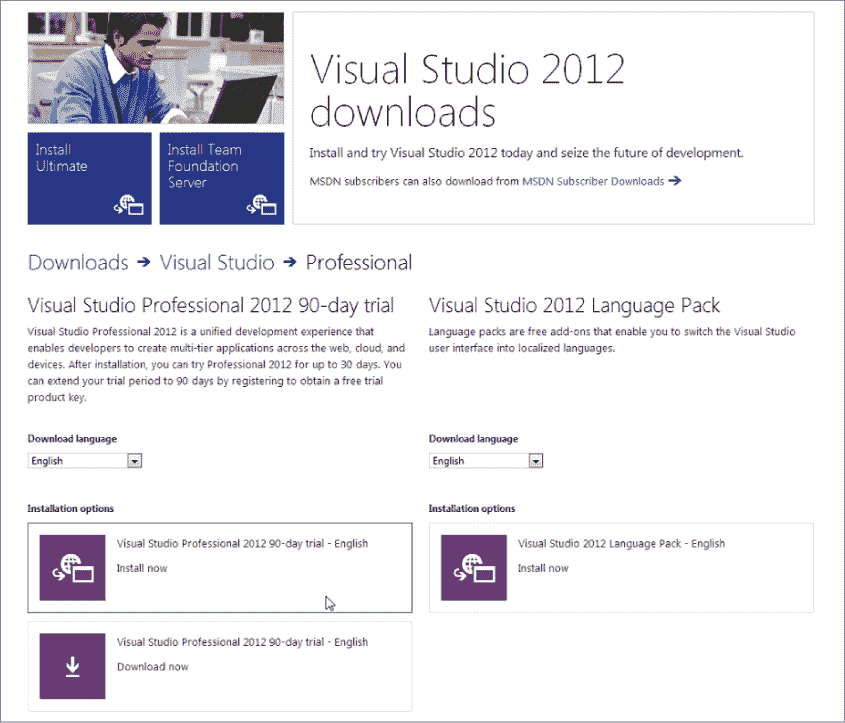 Install
Ultimate
Install Team
Foundation
Server
Visual Studio 2012
downloads
Install and try Visual Studio 2012 today and seize the future of development.
MSDN subscribers can also download from MSDN Subscriber Downloads
Downloads Visual Studio Professional
Visual Studio Professional 2012 90-day trial
Visual Studio Professional 2012 is a unified development experience that
enables developers to create multi-tier applications across the web, cloud, and
devices. After installation, you can try Professional 2012 for up to 30 days. You
can extend your trial period to 90 days by registering to obtain a free trial
product key.
Download language
English
Installation options
Visual Studio Professional 2012 90-day trial - English
Install now
Visual Studio Professional 2012 90-day trial - English
Download now
Visual Studio 2012 Language Pack
Language packs are free add-ons that enable you to switch the Visual Studio
user interface into localized languages.
Download language
English
Installation options
Visual Studio 2012 Language Pack - English
Install now